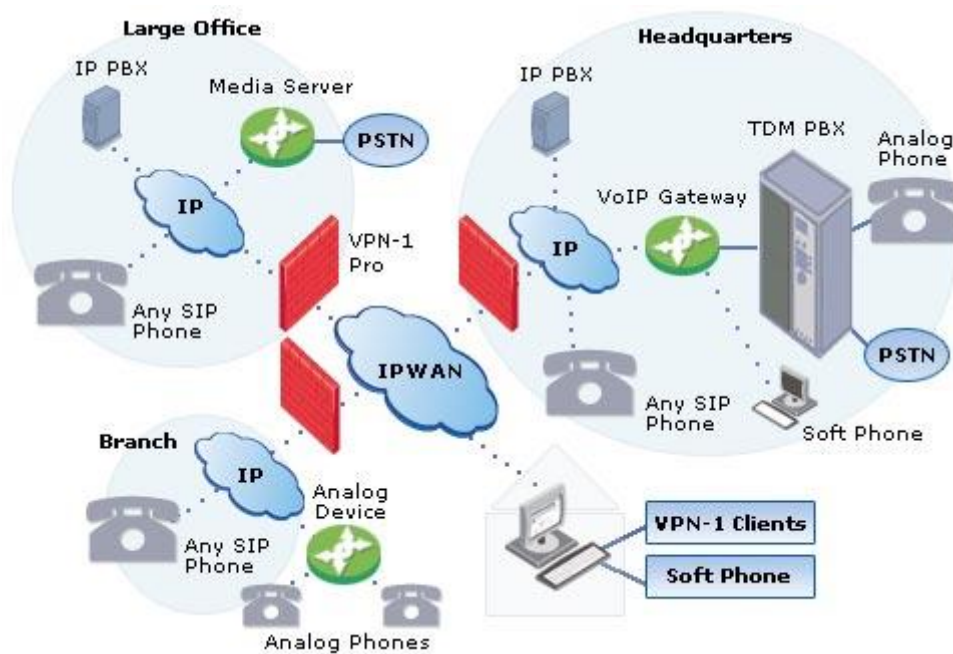 Large Office
IP PBX
Media Server
PSTN
IP
VPN-1
Pro
Any SIP
Phone
Headquarters
IP PBX
TDM PBX
Analog
Phone
VoIP Gateway
IP
PSTN
Any SIP
Phone
Soft Phone
IPWAN
Branch
IP
Analog
Device
Any SIP
Phone
Analog Phones
VPN-1 Clients
Soft Phone